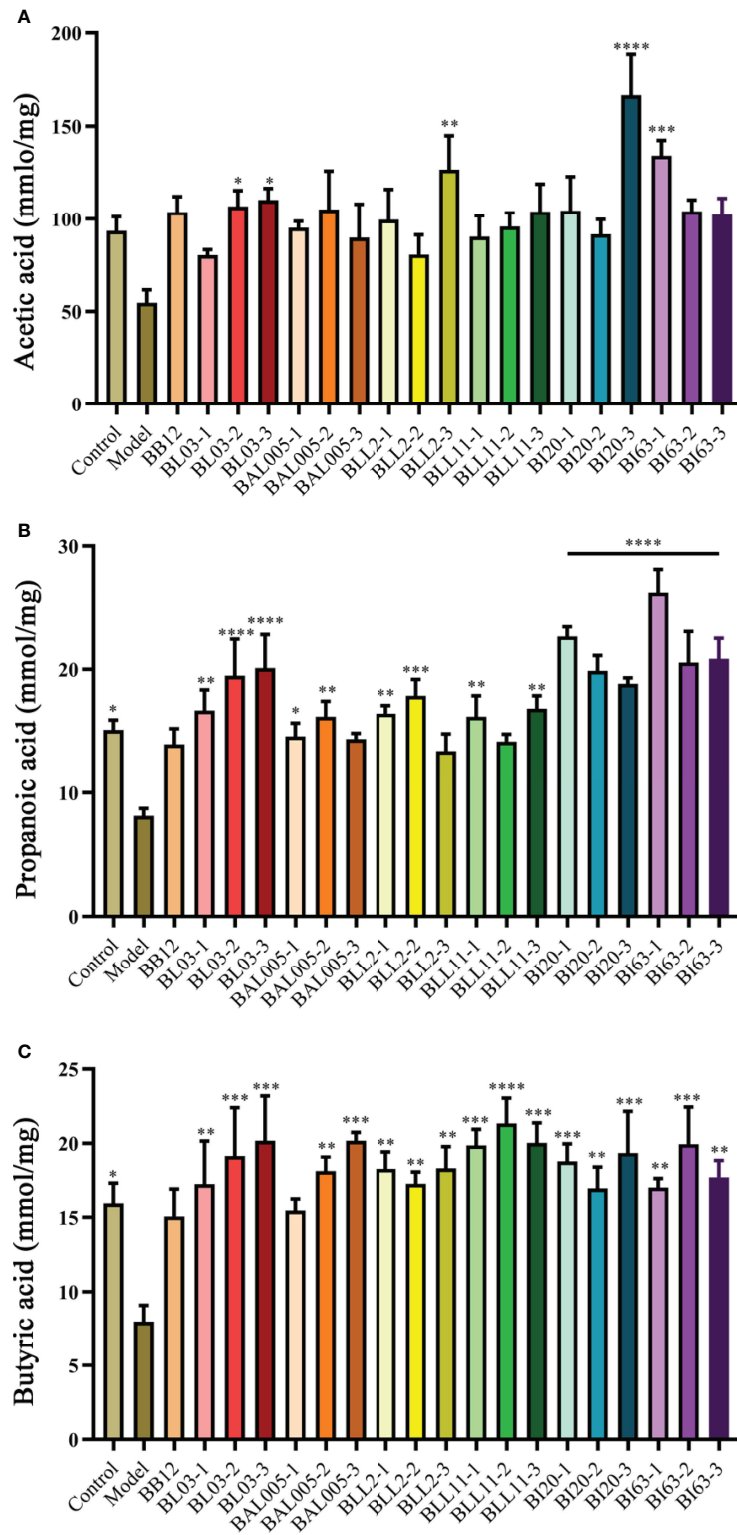 A
Acetic acid (mmlo/mg)
200
150
100
50
0
* * ** **** ***
Control Model BB12 BL03-1 BL03-2 BL03-3 BAL005-1 BAL005-2 BAL005-3 BLL2-1 BLL2-2 BLL2-3 BLL11-1 BLL11-2 BLL11-3 BI20-1 BI20-2 BI20-3 BI63-1 BI63-2 BI63-3
B
Propanoic acid (mmol/mg)
30
20
10
0
* ** **** **** * ** ** *** ** ** ****
Control Model BB12 BL03-1 BL03-2 BL03-3 BAL005-1 BAL005-2 BAL005-3 BLL2-1 BLL2-2 BLL2-3 BLL11-1 BLL11-2 BLL11-3 BI20-1 BI20-2 BI20-3 BI63-1 BI63-2 BI63-3
C
Butyric acid (mmol/mg)
25
20
15
10
5
0
* ** *** *** ** *** ** ** ** *** **** *** *** ** *** ** *** **
Control Model BB12 BL03-1 BL03-2 BL03-3 BAL005-1 BAL005-2 BAL005-3 BLL2-1 BLL2-2 BLL2-3 BLL11-1 BLL11-2 BLL11-3 BI20-1 BI20-2 BI20-3 BI63-1 BI63-2 BI63-3